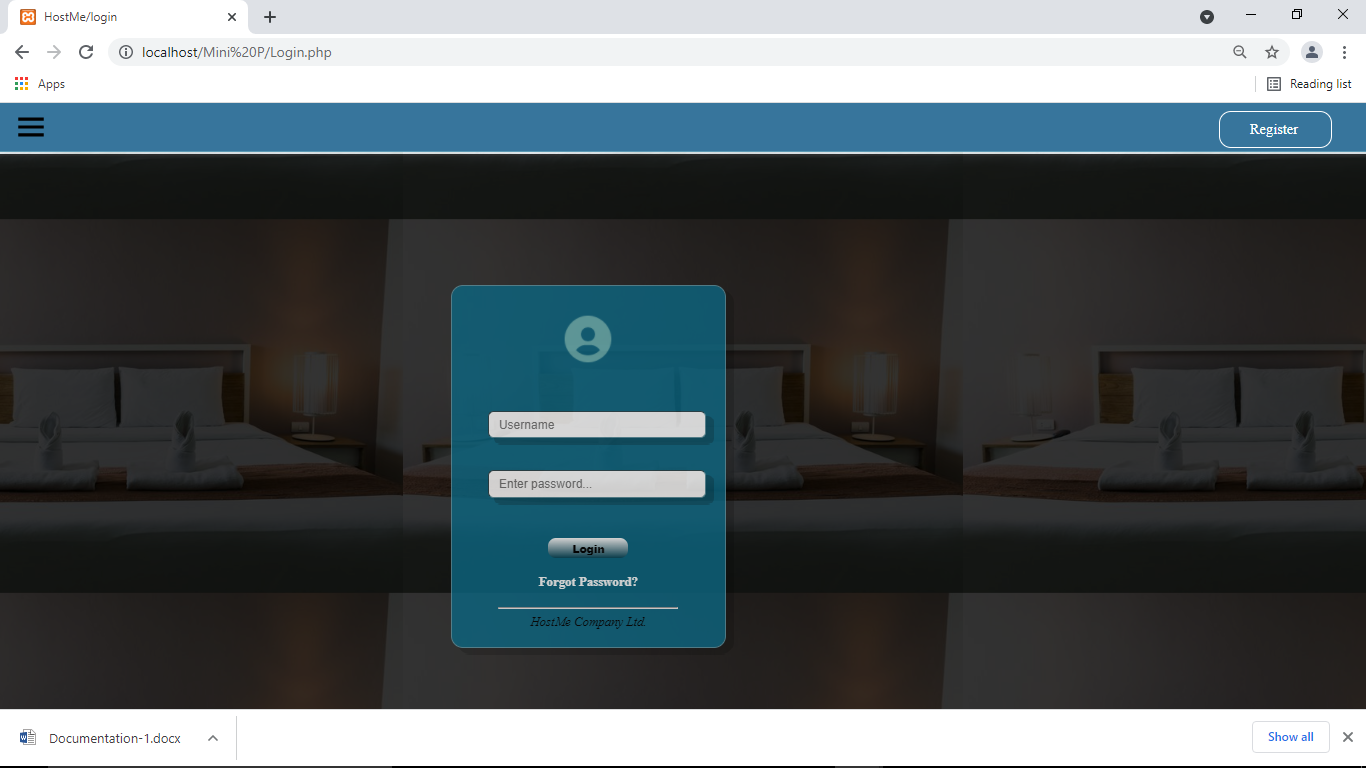 HostMe/login
localhost/Mini%20P/Login.php
Apps
Reading list
Register
Username
Enter password...
Login
Forgot Password?
HostMe Company Ltd.
Documentation-1.docx
Show all